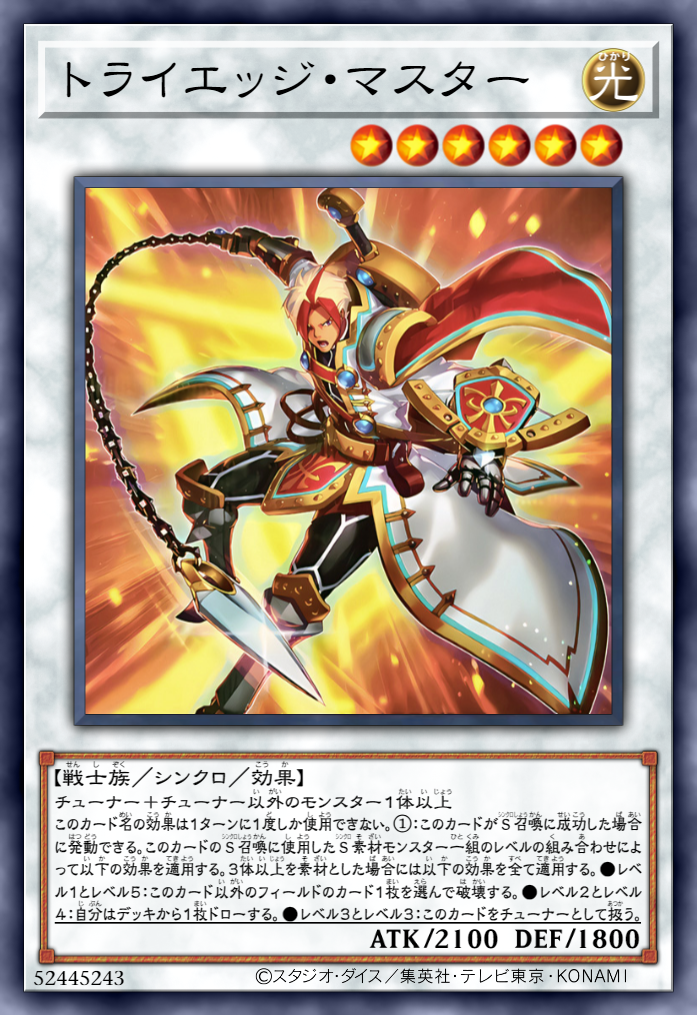 トライエッジ・マスター
光
ひかり
【戦士族／シンクロ／効果】
チューナー＋チューナー以外のモンスター１体以上
このカード名の効果は１ターンに１度しか使用できない。①：このカードがＳ召喚に成功した場合
に発動できる。このカードのＳ召喚に使用したＳ素材モンスター一組のレベルの組み合わせによ
って以下の効果を適用する。３体以上を素材とした場合には以下の効果を全て適用する。●レベ
ル１とレベル５：このカード以外のフィールドのカード１枚を選んで破壊する。●レベル２とレベル
４：自分はデッキから１枚ドローする。●レベル３とレベル３：このカードをチューナーとして扱う。
ATK/2100 DEF/1800
52445243 ©スタジオ・ダイス／集英社・テレビ東京・KONAMI